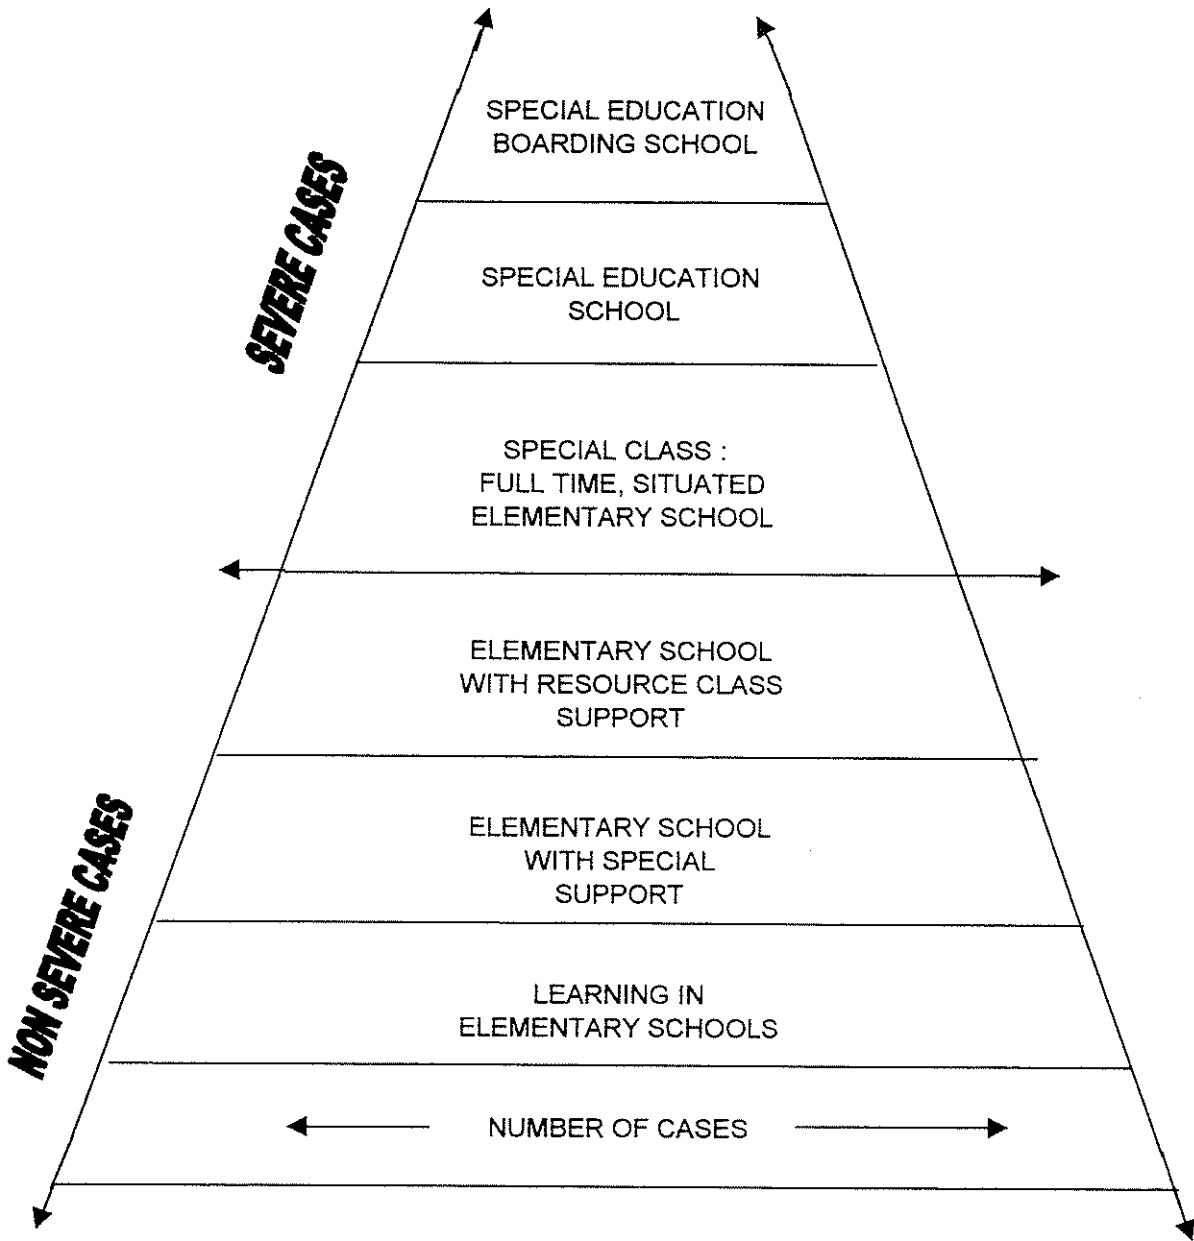 SPECIAL EDUCATION
BOARDING SCHOOL
SEVERE CASES
SPECIAL EDUCATION
SCHOOL
SPECIAL CLASS :
FULL TIME, SITUATED
ELEMENTARY SCHOOL
ELEMENTARY SCHOOL
WITH RESOURCE CLASS
SUPPORT
NON SEVERE CASES
ELEMENTARY SCHOOL
WITH SPECIAL
SUPPORT
LEARNING IN
ELEMENTARY SCHOOLS
NUMBER OF CASES